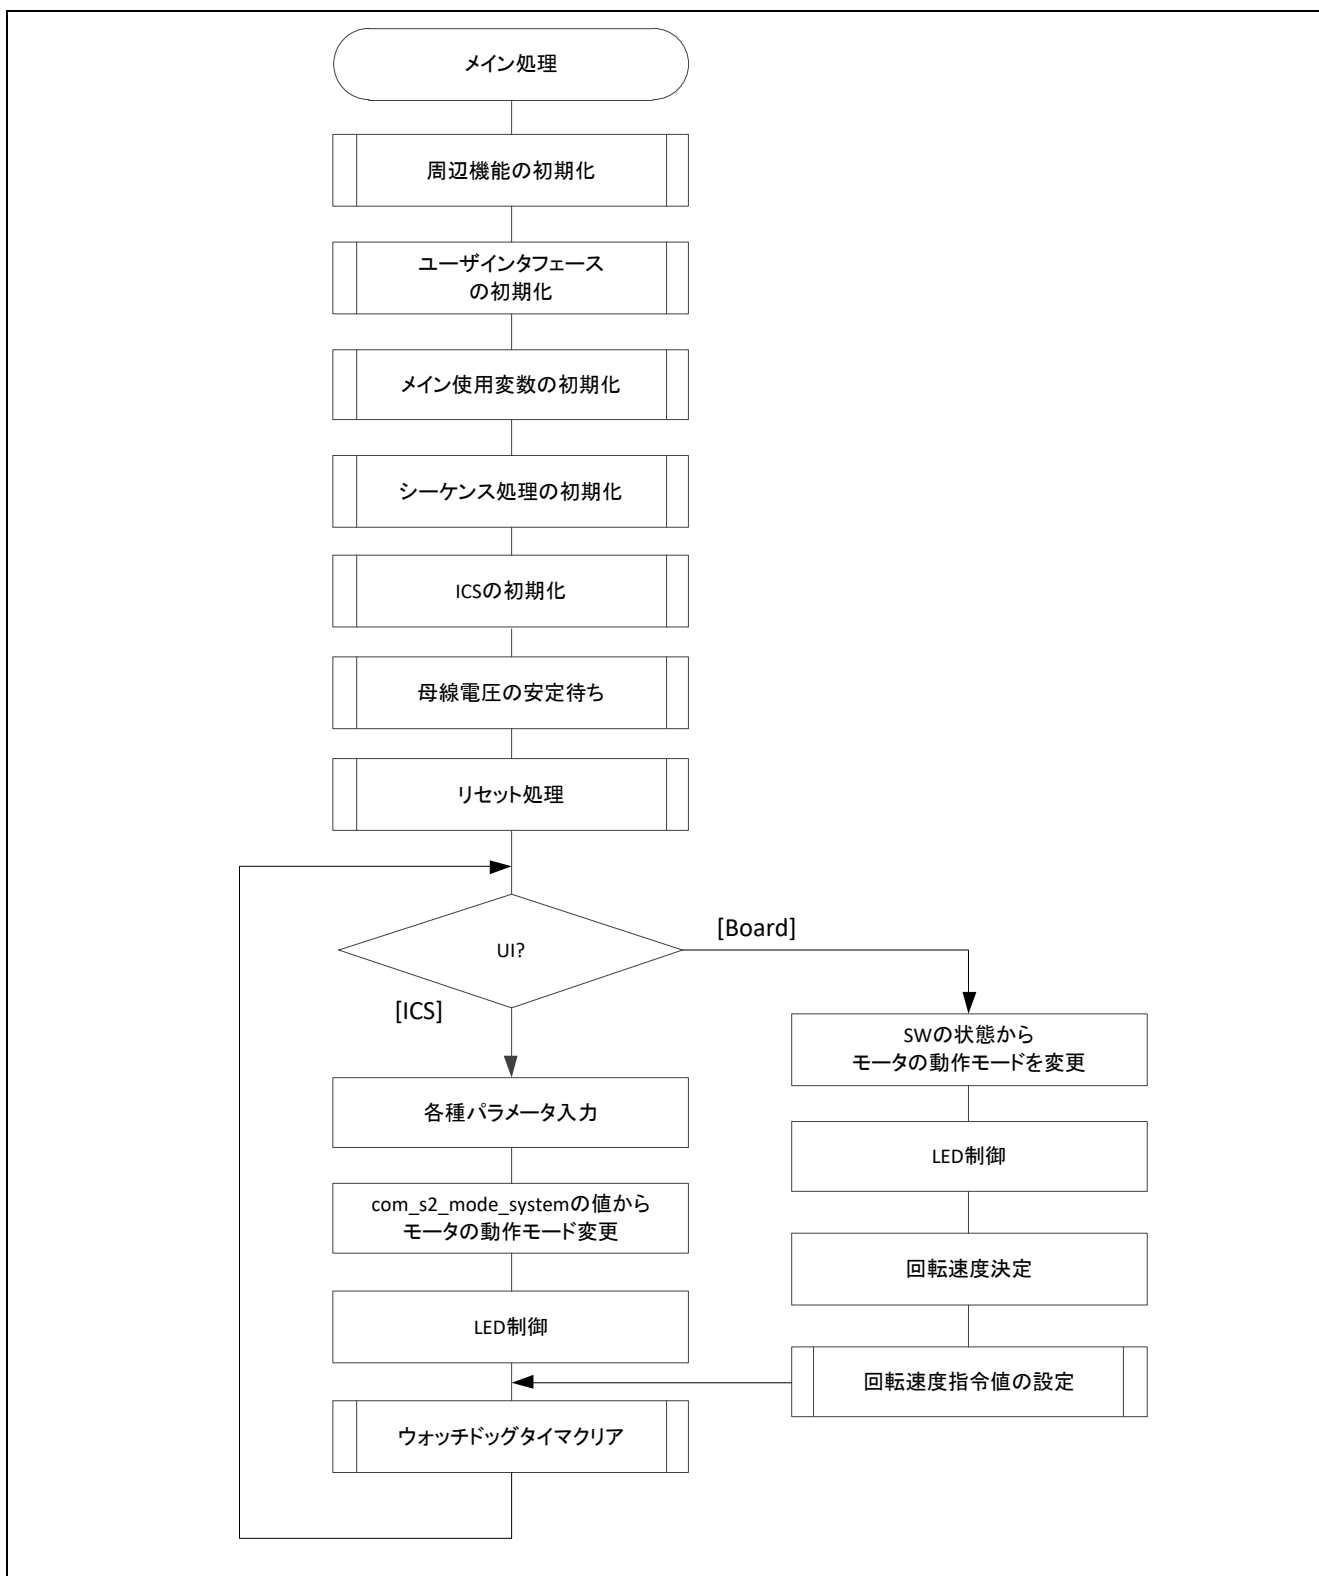 メイン処理
周辺機能の初期化
ユーザインタフェース
の初期化
メイン使用変数の初期化
シーケンス処理の初期化
ICSの初期化
母線電圧の安定待ち
リセット処理
UI?
[Board]
[ICS]
SWの状態から
モータの動作モードを変更
各種パラメータ入力
LED制御
com_s2_mode_systemの値から
モータの動作モード変更
回転速度決定
LED制御
回転速度指令値の設定
ウォッチドッグタイマクリア